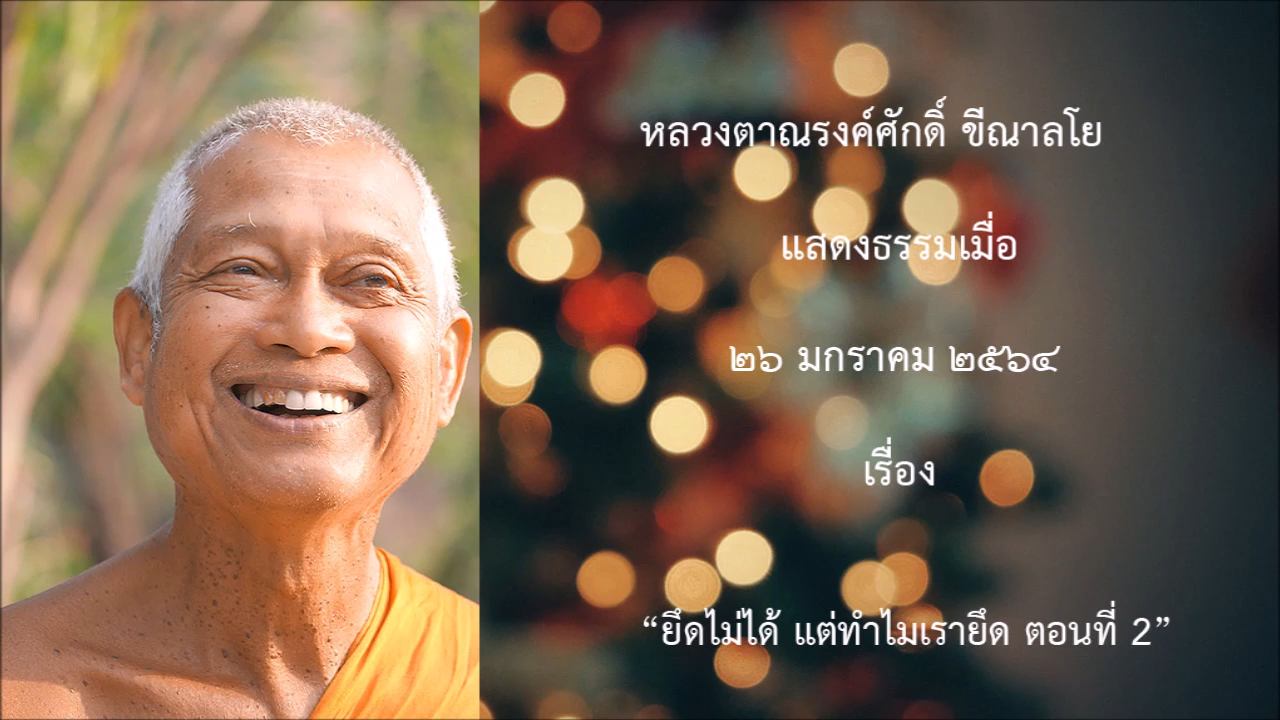 หลวงตาณรงค์ศักดิ์ ขีณาลโย
แสดงธรรมเมื่อ
๒๖ มกราคม ๒๕๖๔
เรื่อง
“ยึดไม่ได้ แต่ทำไมเรายึด ตอนที่ 2”